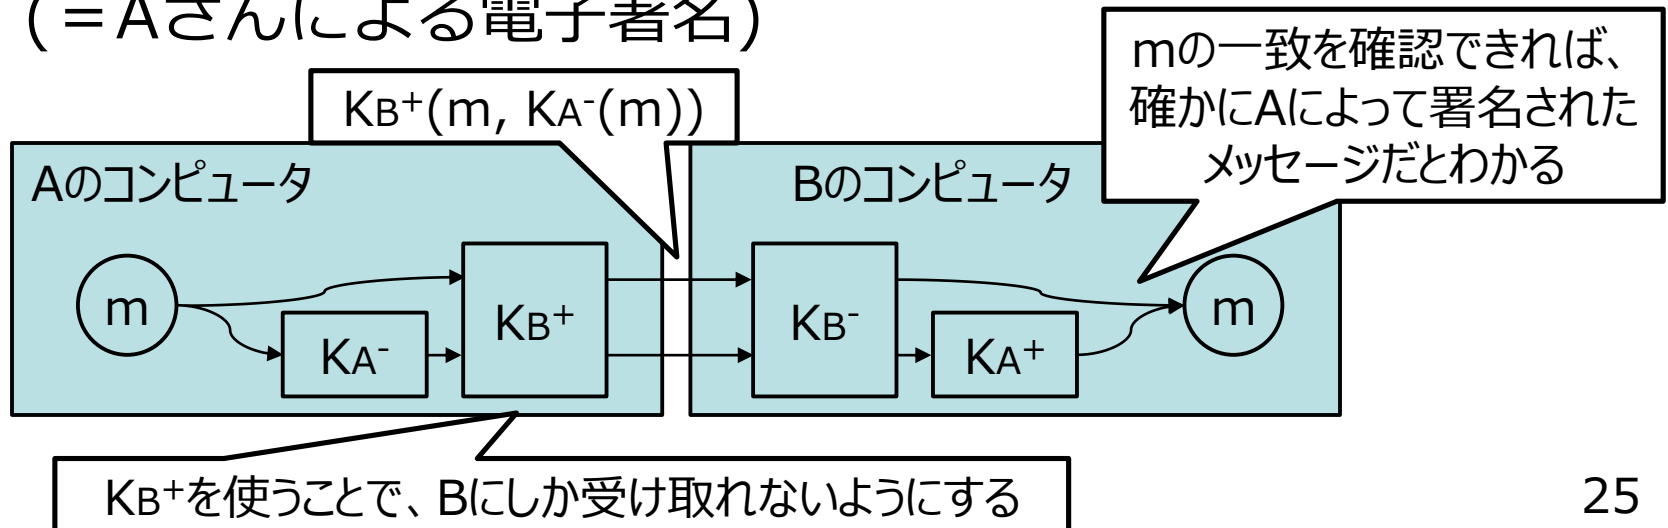 (=Aさんによる電子署名)
mの一致を確認できれば、
確かにAによって署名された
メッセージだとわかる
KB+(m, KA-(m))
Aのコンピュータ
Bのコンピュータ
m
KA-
KB+
KB-
KA+
m
KB+を使うことで、Bにしか受け取れないようにする
25